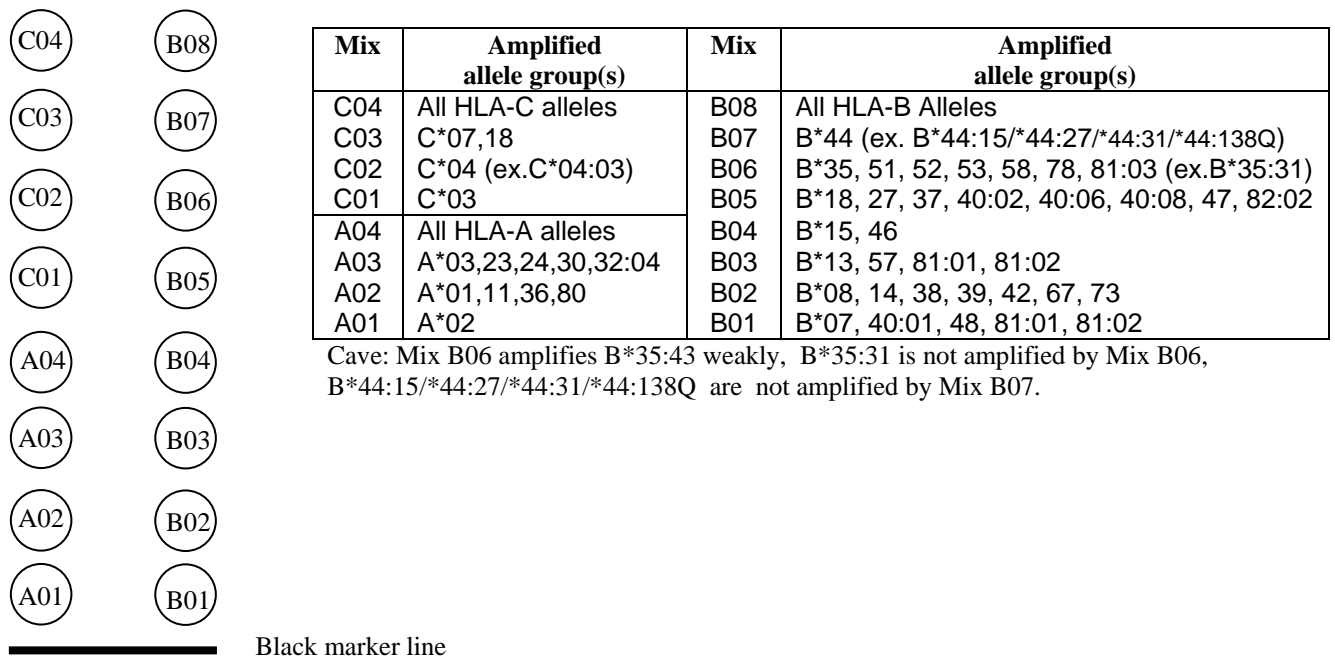 C04 B08
C03 B07
C02 B06
C01 B05
A04 B04
A03 B03
A02 B02
A01 B01
Black marker line
Mix Amplified allele group(s) Mix Amplified allele group(s)
C04 All HLA-C alleles B08 All HLA-B Alleles
C03 C*07,18 B07 B*44 (ex. B*44:15/*44:27/*44:31/*44:138Q)
C02 C*04 (ex.C*04:03) B06 B*35, 51, 52, 53, 58, 78, 81:03 (ex.B*35:31)
C01 C*03 B05 B*18, 27, 37, 40:02, 40:06, 40:08, 47, 82:02
A04 All HLA-A alleles B04 B*15, 46
A03 A*03,23,24,30,32:04 B03 B*13, 57, 81:01, 81:02
A02 A*01,11,36,80 B02 B*08, 14, 38, 39, 42, 67, 73
A01 A*02 B01 B*07, 40:01, 48, 81:01, 81:02
Cave: Mix B06 amplifies B*35:43 weakly, B*35:31 is not amplified by Mix B06,
B*44:15/*44:27/*44:31/*44:138Q are not amplified by Mix B07.